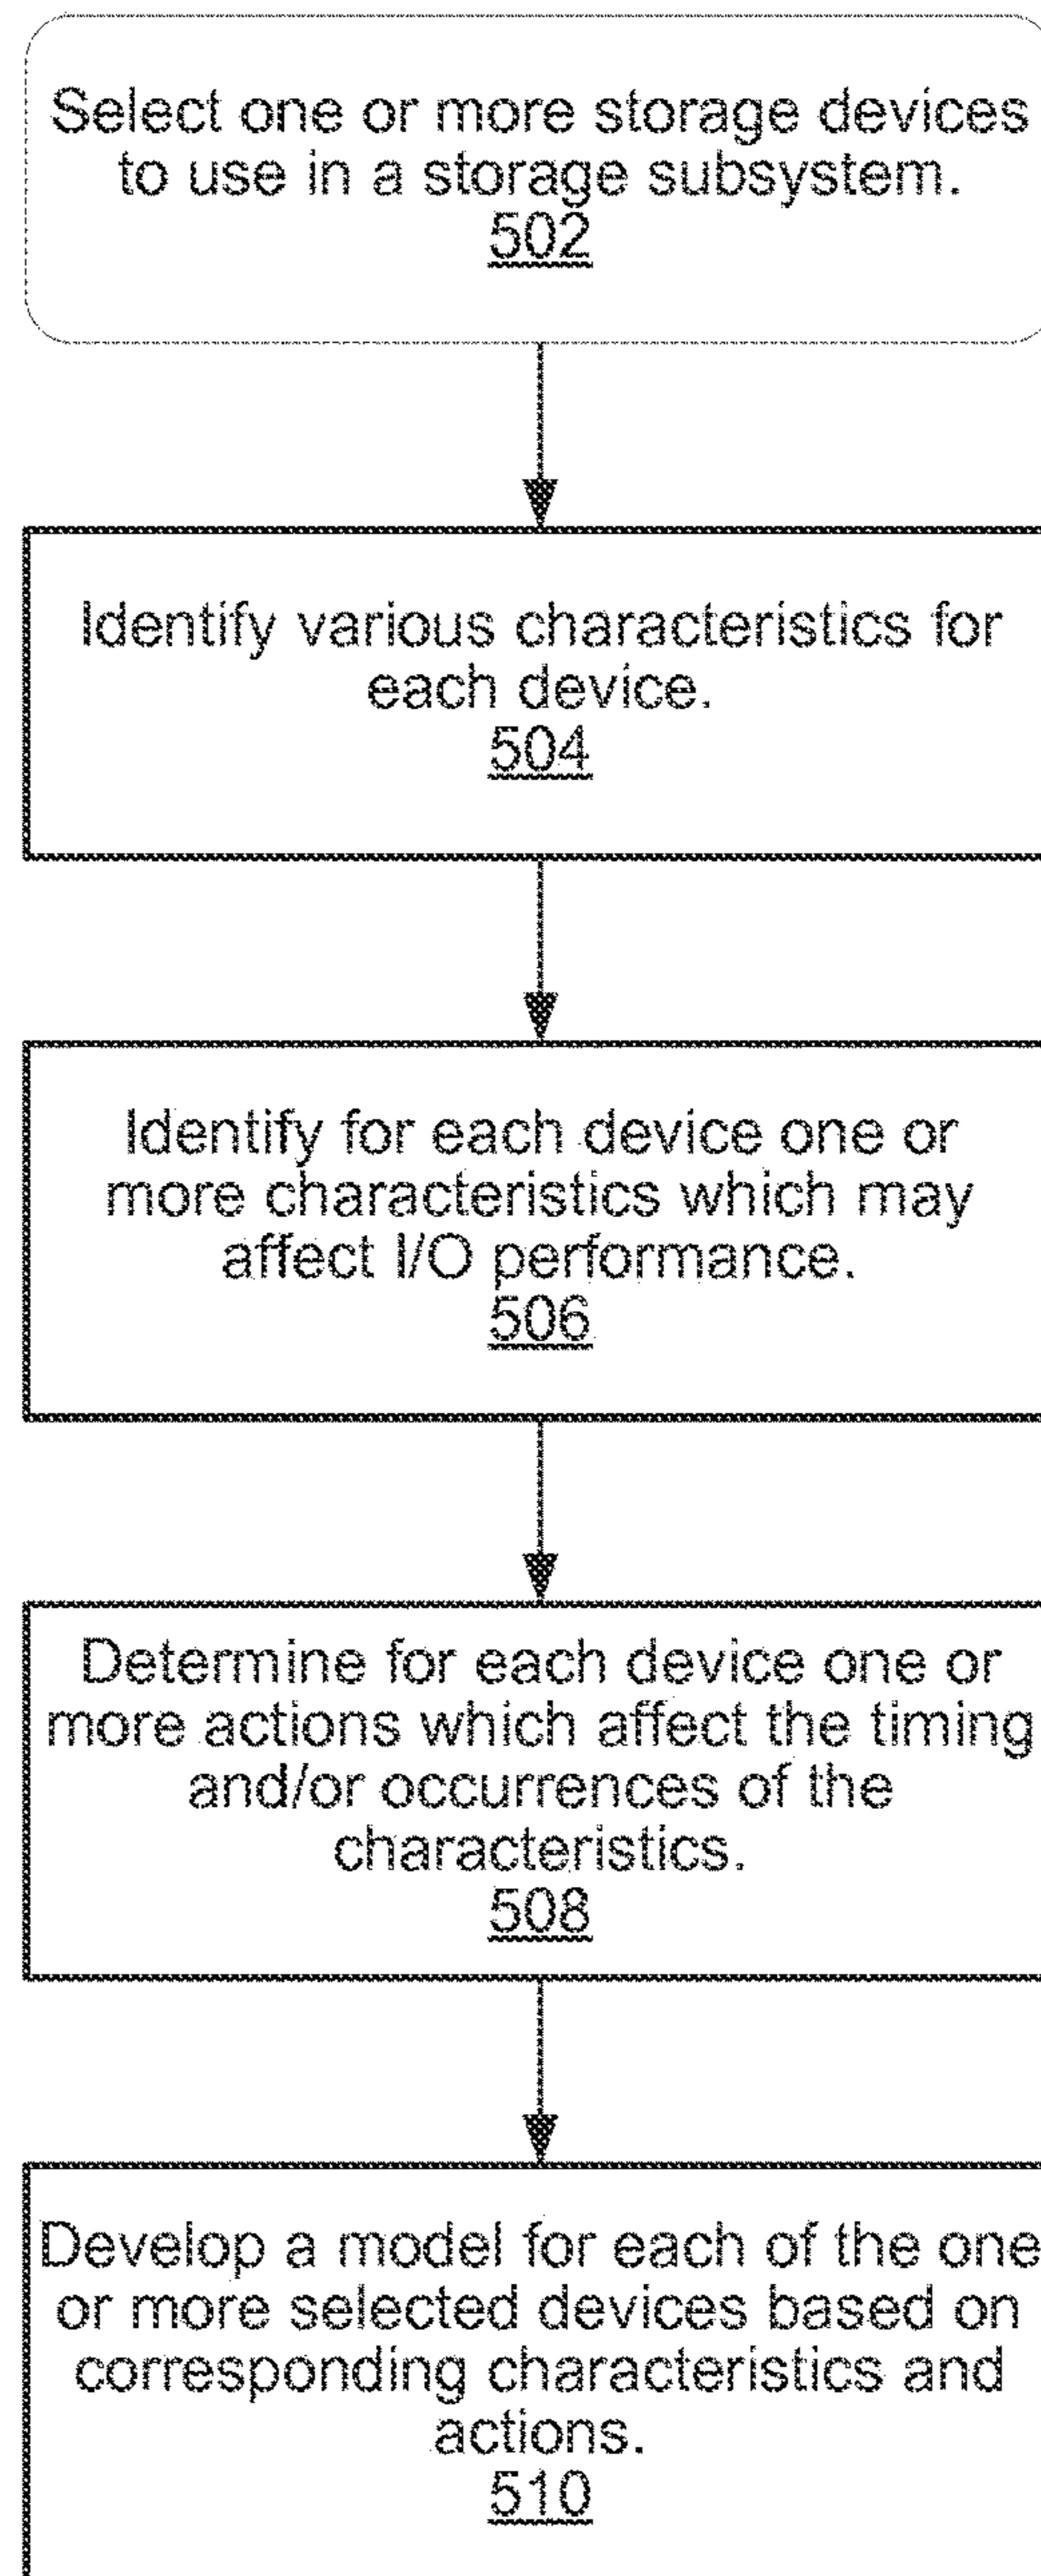 Select one or more storage devices
to use in a storage subsystem.
502
Identify various characteristics for
each device.
504
Identify for each device one or
more characteristics which may
affect I/O performance.
506
Determine for each device one or
more actions which affect the timing
and/or occurrences of the
characteristics.
508
Develop a model for each of the one
or more selected devices based on
corresponding characteristics and
actions.
510